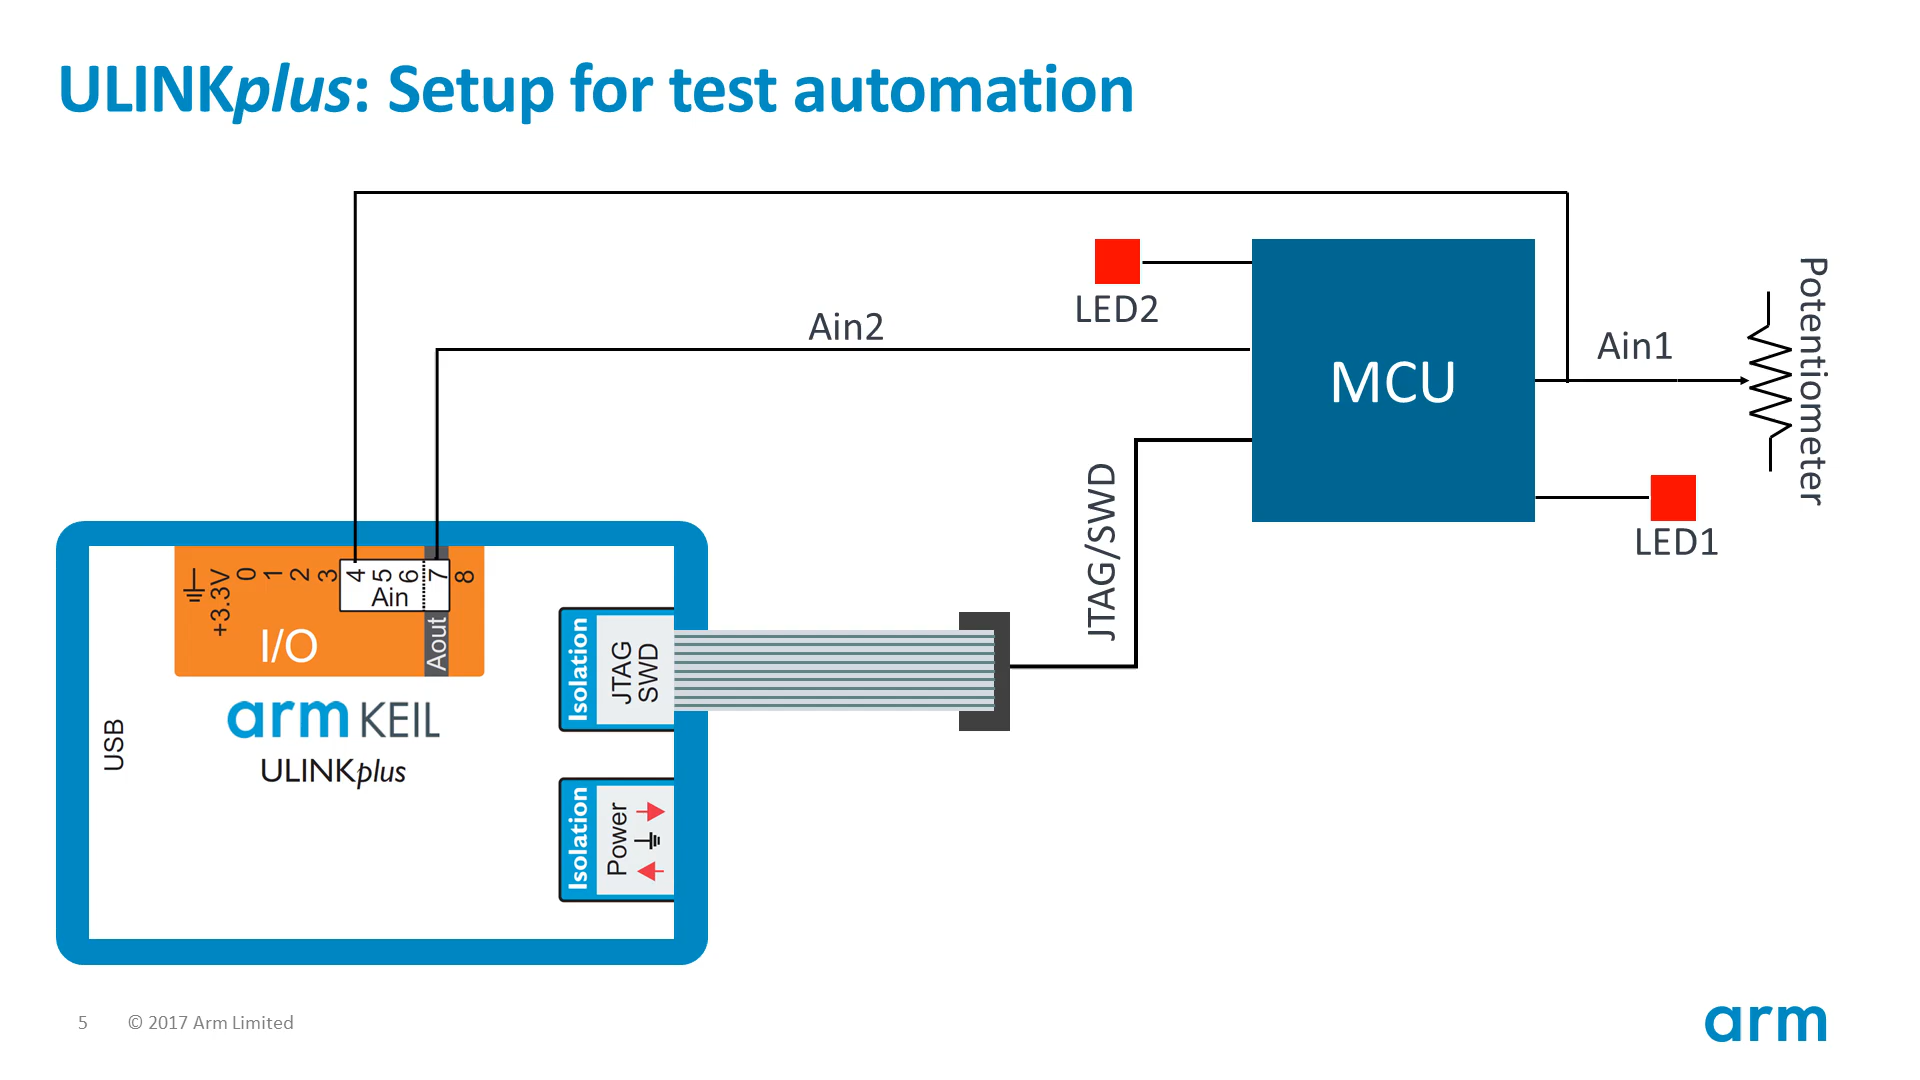 ULINKplus: Setup for test automation
LED2
Ain2
MCU
Ain1
Potentiometer
JTAG/SWD
LED1
+3.3V
0
1
2
3
4
5
6
7
8
Ain
I/O
Aout
arm KEIL
ULINKplus
USB
Isolation
JTAG
SWD
Isolation
Power
5
© 2017 Arm Limited
arm